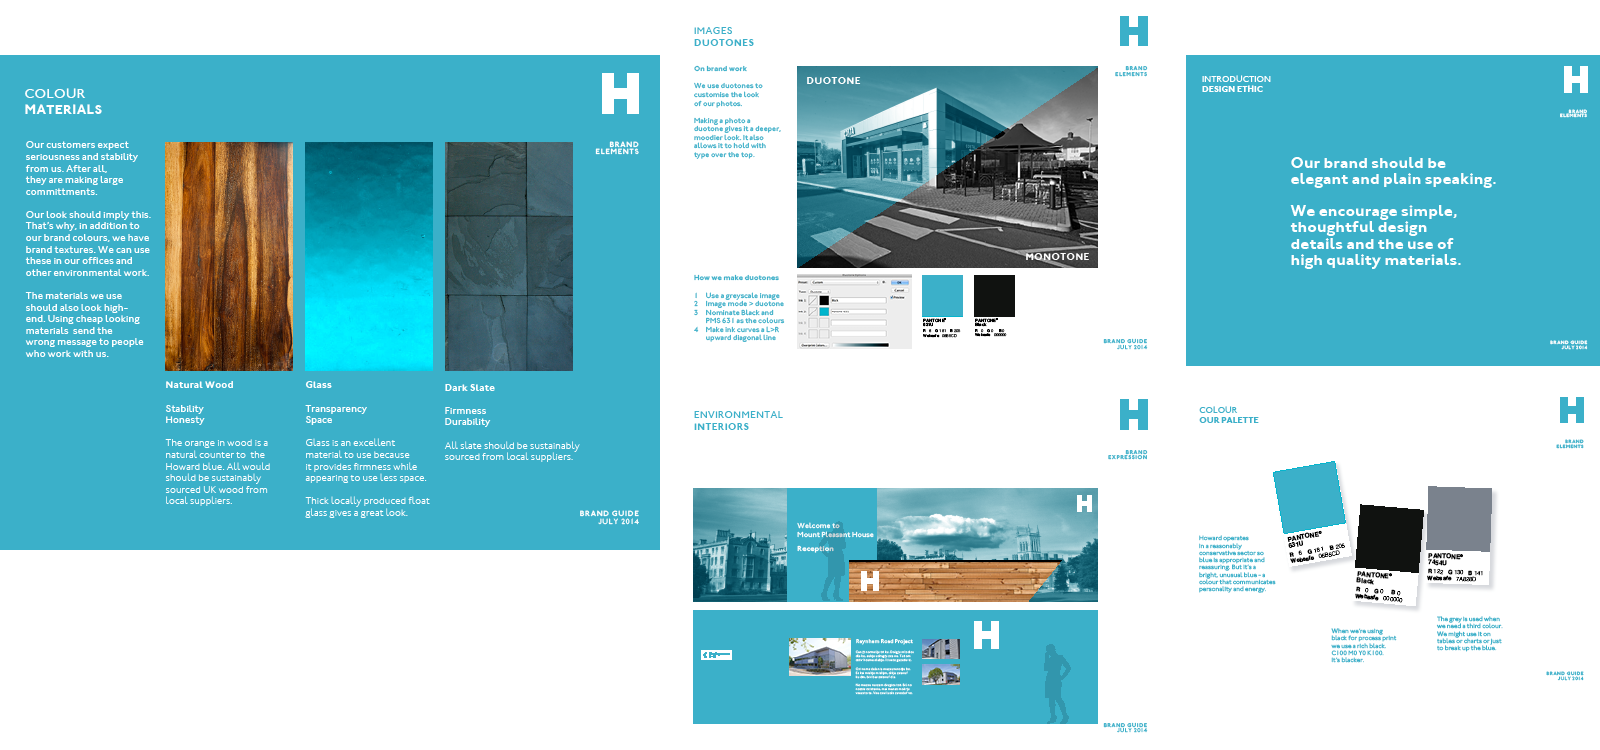 COLOUR
MATERIALS
H
BRAND
ELEMENTS
Our customers expect
seriousness and stability
from us. After all,
they are making large
committments.
Our look should imply this.
That's why, in addition to
our brand colours, we have
brand textures. We can use
these in our offices and
other environmental work.
The materials we use
should also look high-
end. Using cheap looking
materials send the
wrong message to people
who work with us.
Natural Wood
Stability
Honesty
The orange in wood is a
natural counter to the
Howard blue. All would
should be sustainably
sourced UK wood from
local suppliers.
Glass
Transparency
Space
Glass is an excellent
material to use because
it provides firmness while
appearing to use less space.
Thick locally produced float
glass gives a great look.
Dark Slate
Firmness
Durability
All slate should be sustainably
sourced from local suppliers.
BRAND GUIDE
JULY 2014
IMAGES
DUOTONES
H
BRAND
ELEMENTS
On brand work
We use duotones to
customise the look
of our photos.
Making a photo a
duotone gives it a deeper,
moodier look. It also
allows it to hold with
type over the top.
DUOTONE
MONOTONE
How we make duotones
1 Use a greyscale image
2 Image mode > duotone
3 Nominate Black and
PMS 631 as the colours
4 Make ink curves a L>R
upward diagonal line
PANTONE®
631U
PANTONE®
Black
BRAND GUIDE
JULY 2014
ENVIRONMENTAL
INTERIORS
H
BRAND
EXPRESSION
H
Welcome to
Mount Pleasant House
Reception
H
Raynham Road Project
H
BRAND GUIDE
JULY 2014
INTRODUCTION
DESIGN ETHIC
H
BRAND
ELEMENTS
Our brand should be
elegant and plain speaking.
We encourage simple,
thoughtful design
details and the use of
high quality materials.
BRAND GUIDE
JULY 2014
COLOUR
OUR PALETTE
H
BRAND
ELEMENTS
Howard operates
in a reasonably
conservative sector so
blue is appropriate and
reassuring. But it's a
bright, unusual blue - a
colour that communicates
personality and energy.
PANTONE®
631U
PANTONE®
Black
R 0 G 0 B 0
Websafe 000000
PANTONE®
7454U
R 122 G 130 B 141
When we're using
black for process print
we use a rich black.
C100 M0 Y0 K100.
It's blacker.
The grey is used when
we need a third colour.
We might use it on
tables or charts or just
to break up the blue.
BRAND GUIDE
JULY 2014